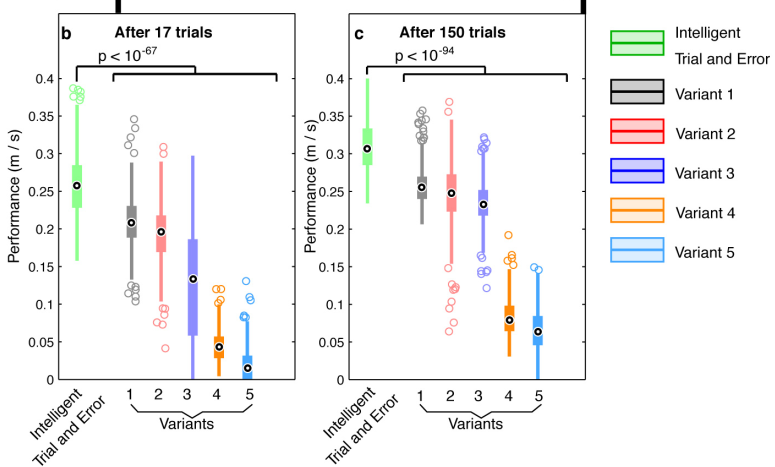 b
After 17 trials
p < 10-67
Performance (m / s)
0.4
0.35
0.3
0.25
0.2
0.15
0.1
0.05
0
Intelligent
Trial and Error
1 2 3 4 5
Variants
c
After 150 trials
p < 10-94
Performance (m / s)
0.4
0.35
0.3
0.25
0.2
0.15
0.1
0.05
0
Intelligent
Trial and Error
1 2 3 4 5
Variants
Intelligent
Trial and Error
Variant 1
Variant 2
Variant 3
Variant 4
Variant 5